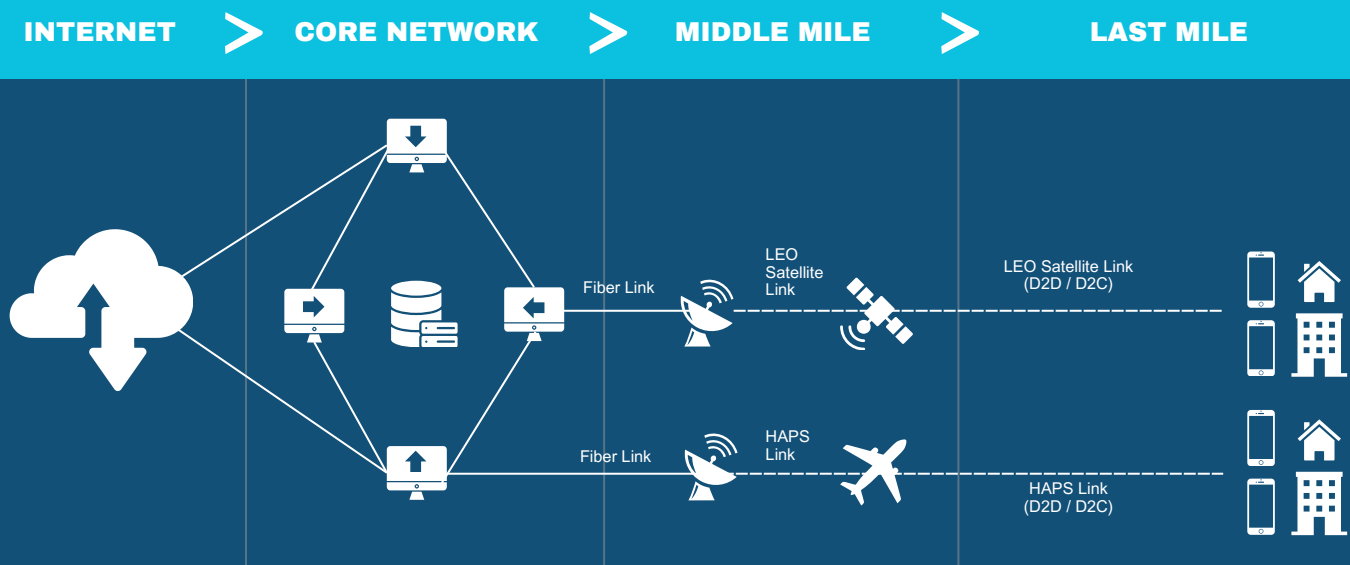 INTERNET > CORE NETWORK > MIDDLE MILE > LAST MILE
LEO
Satellite
Link
LEO Satellite Link
(D2D / D2C)
Fiber Link
HAPS
Link
Fiber Link
HAPS Link
(D2D / D2C)